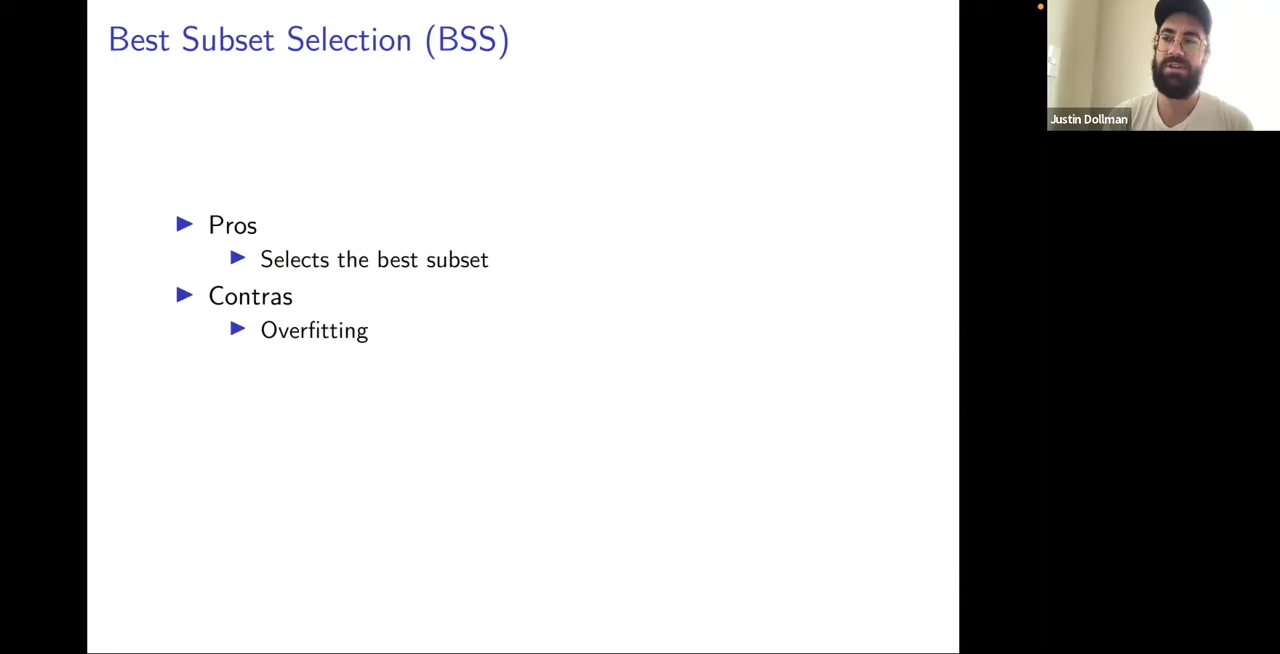 Best Subset Selection (BSS)
Pros
Selects the best subset
Contras
Overfitting
Justin Dollman